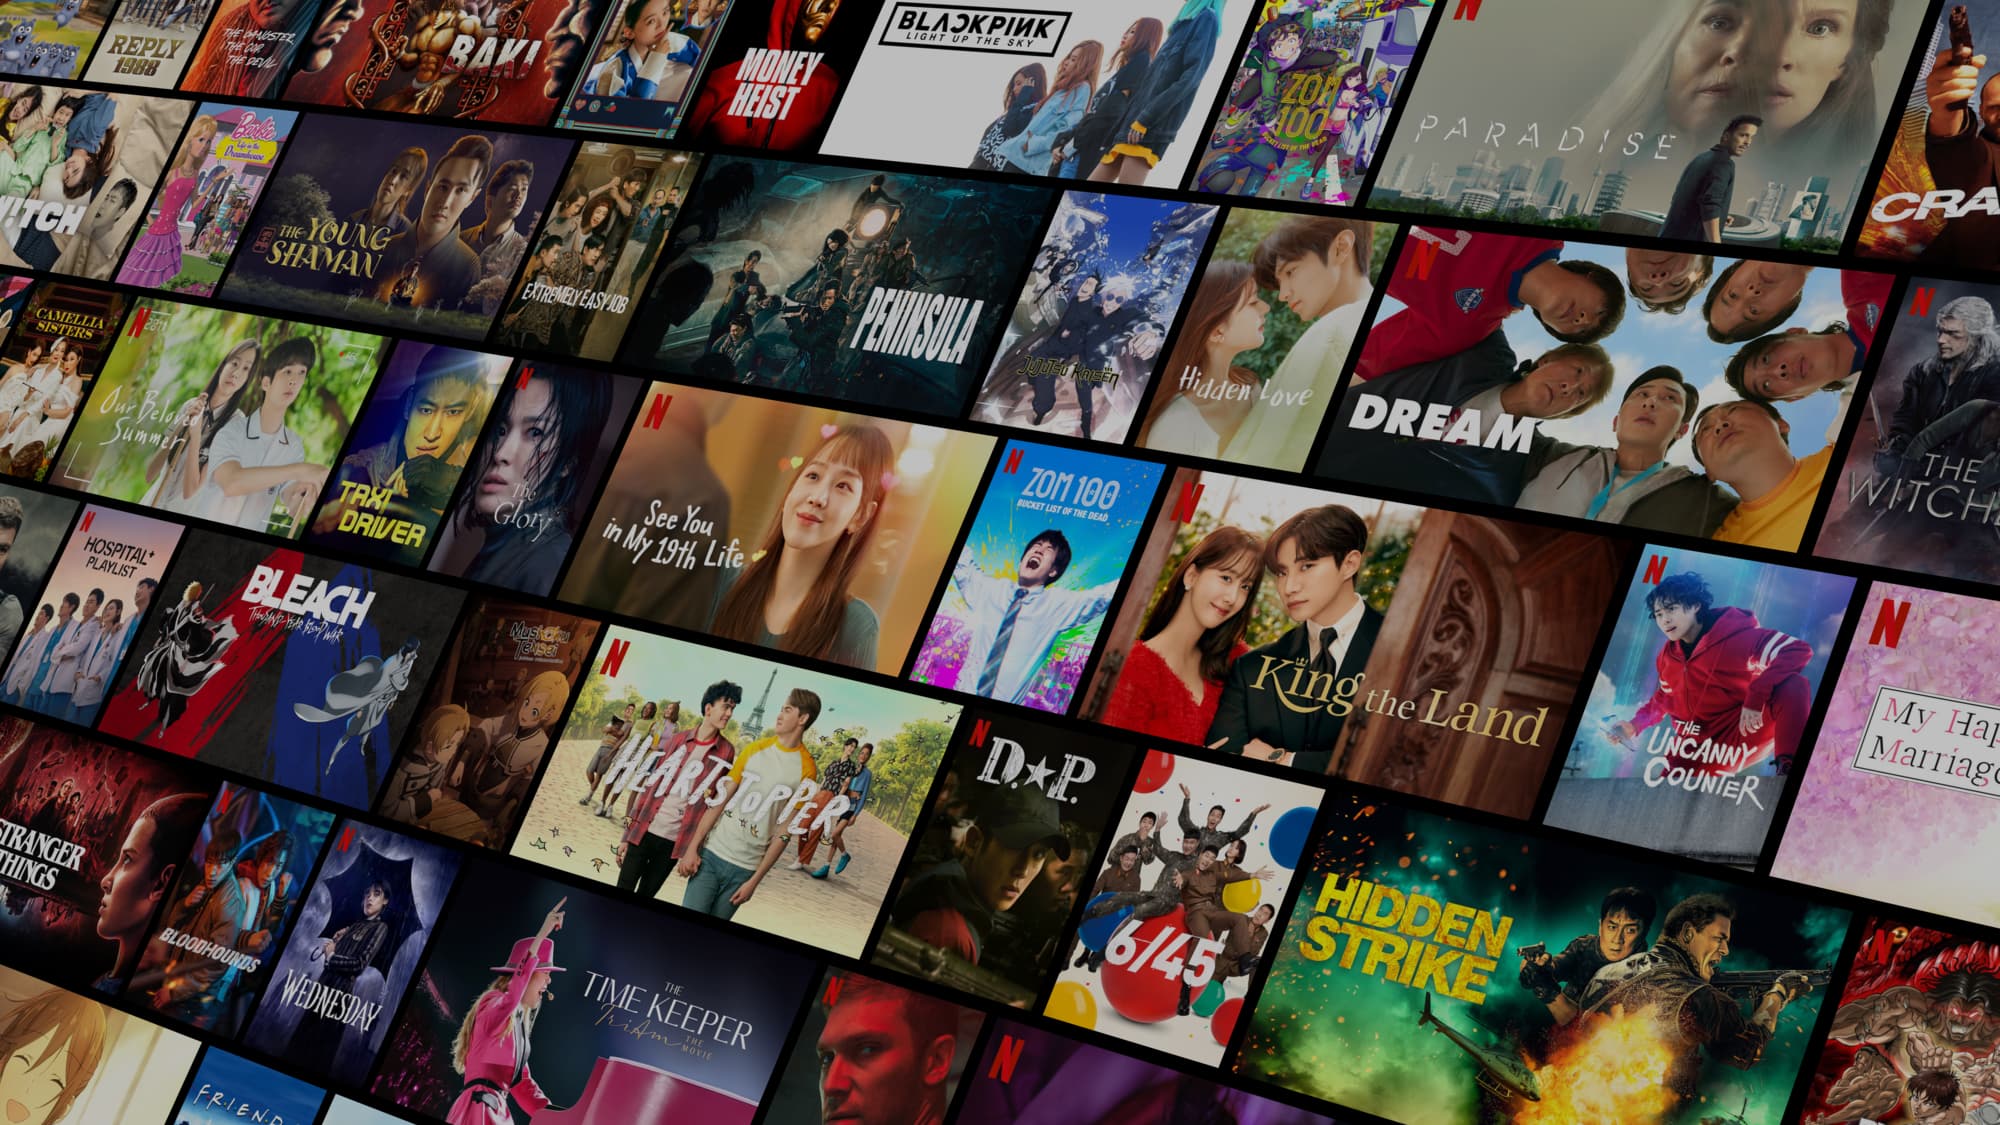 REPLY
1988
THE GANGSTER
THE COP
THE DEVIL
BAKI
MONEY
HEIST
BLACKPINK
LIGHT UP THE SKY
ZOM
100
N
PARADISE
CRA
Barbie
Life in the
Dreamhouse
THE YOUNG
SHAMAN
EXTREMELY EASY JOB
PENINSULA
JUJUTSU KAISEN
Hidden Love
N
DREAM
N
THE
WITCHE
CAMELLIA
SISTERS
N
Our Beloved
Summer
TAXI
DRIVER
N
The
Glory
N
See You
in My 19th Life
N
ZOM 100
BUCKET LIST OF THE DEAD
N
King the Land
N
THE
UNCANNY
COUNTER
N
My Hap
Marriage
N
HOSPITAL+
PLAYLIST
BLEACH
THOUSAND-YEAR BLOOD WAR
Mushoku
Tensei
N
HEARTSTOPPER
N
D.P.
6/45
HIDDEN
STRIKE
N
STRANGER
THINGS
N
BLOODHOUNDS
N
WEDNESDAY
THE
TIME KEEPER
TriAm THE
MOVIE
N
N
F·R·I·E·N·D